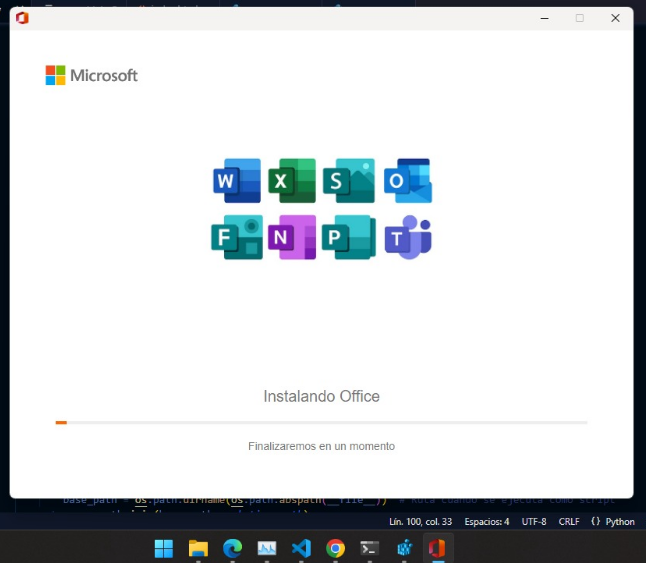 Microsoft
W X S O
F N P T
Instalando Office
Finalizaremos en un momento
base_path = os.path.dirname(os.path.abspath(__file__)) # Ruta cuando se ejecuta como script
Lín. 100, col. 33 Espacios: 4 UTF-8 CRLF {} Python